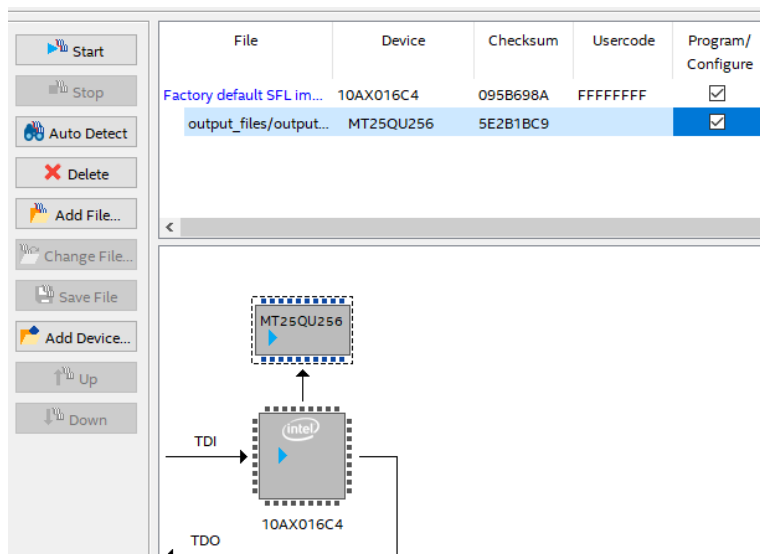 Start
Stop
Auto Detect
Delete
Add File...
Change File...
Save File
Add Device...
Up
Down
File Device Checksum Usercode Program/
Configure
Factory default SFL im... 10AX016C4 095B698A FFFFFFFF
output_files/output... MT25QU256 5E2B1BC9
MT25QU256
TDI
intel
10AX016C4
TDO